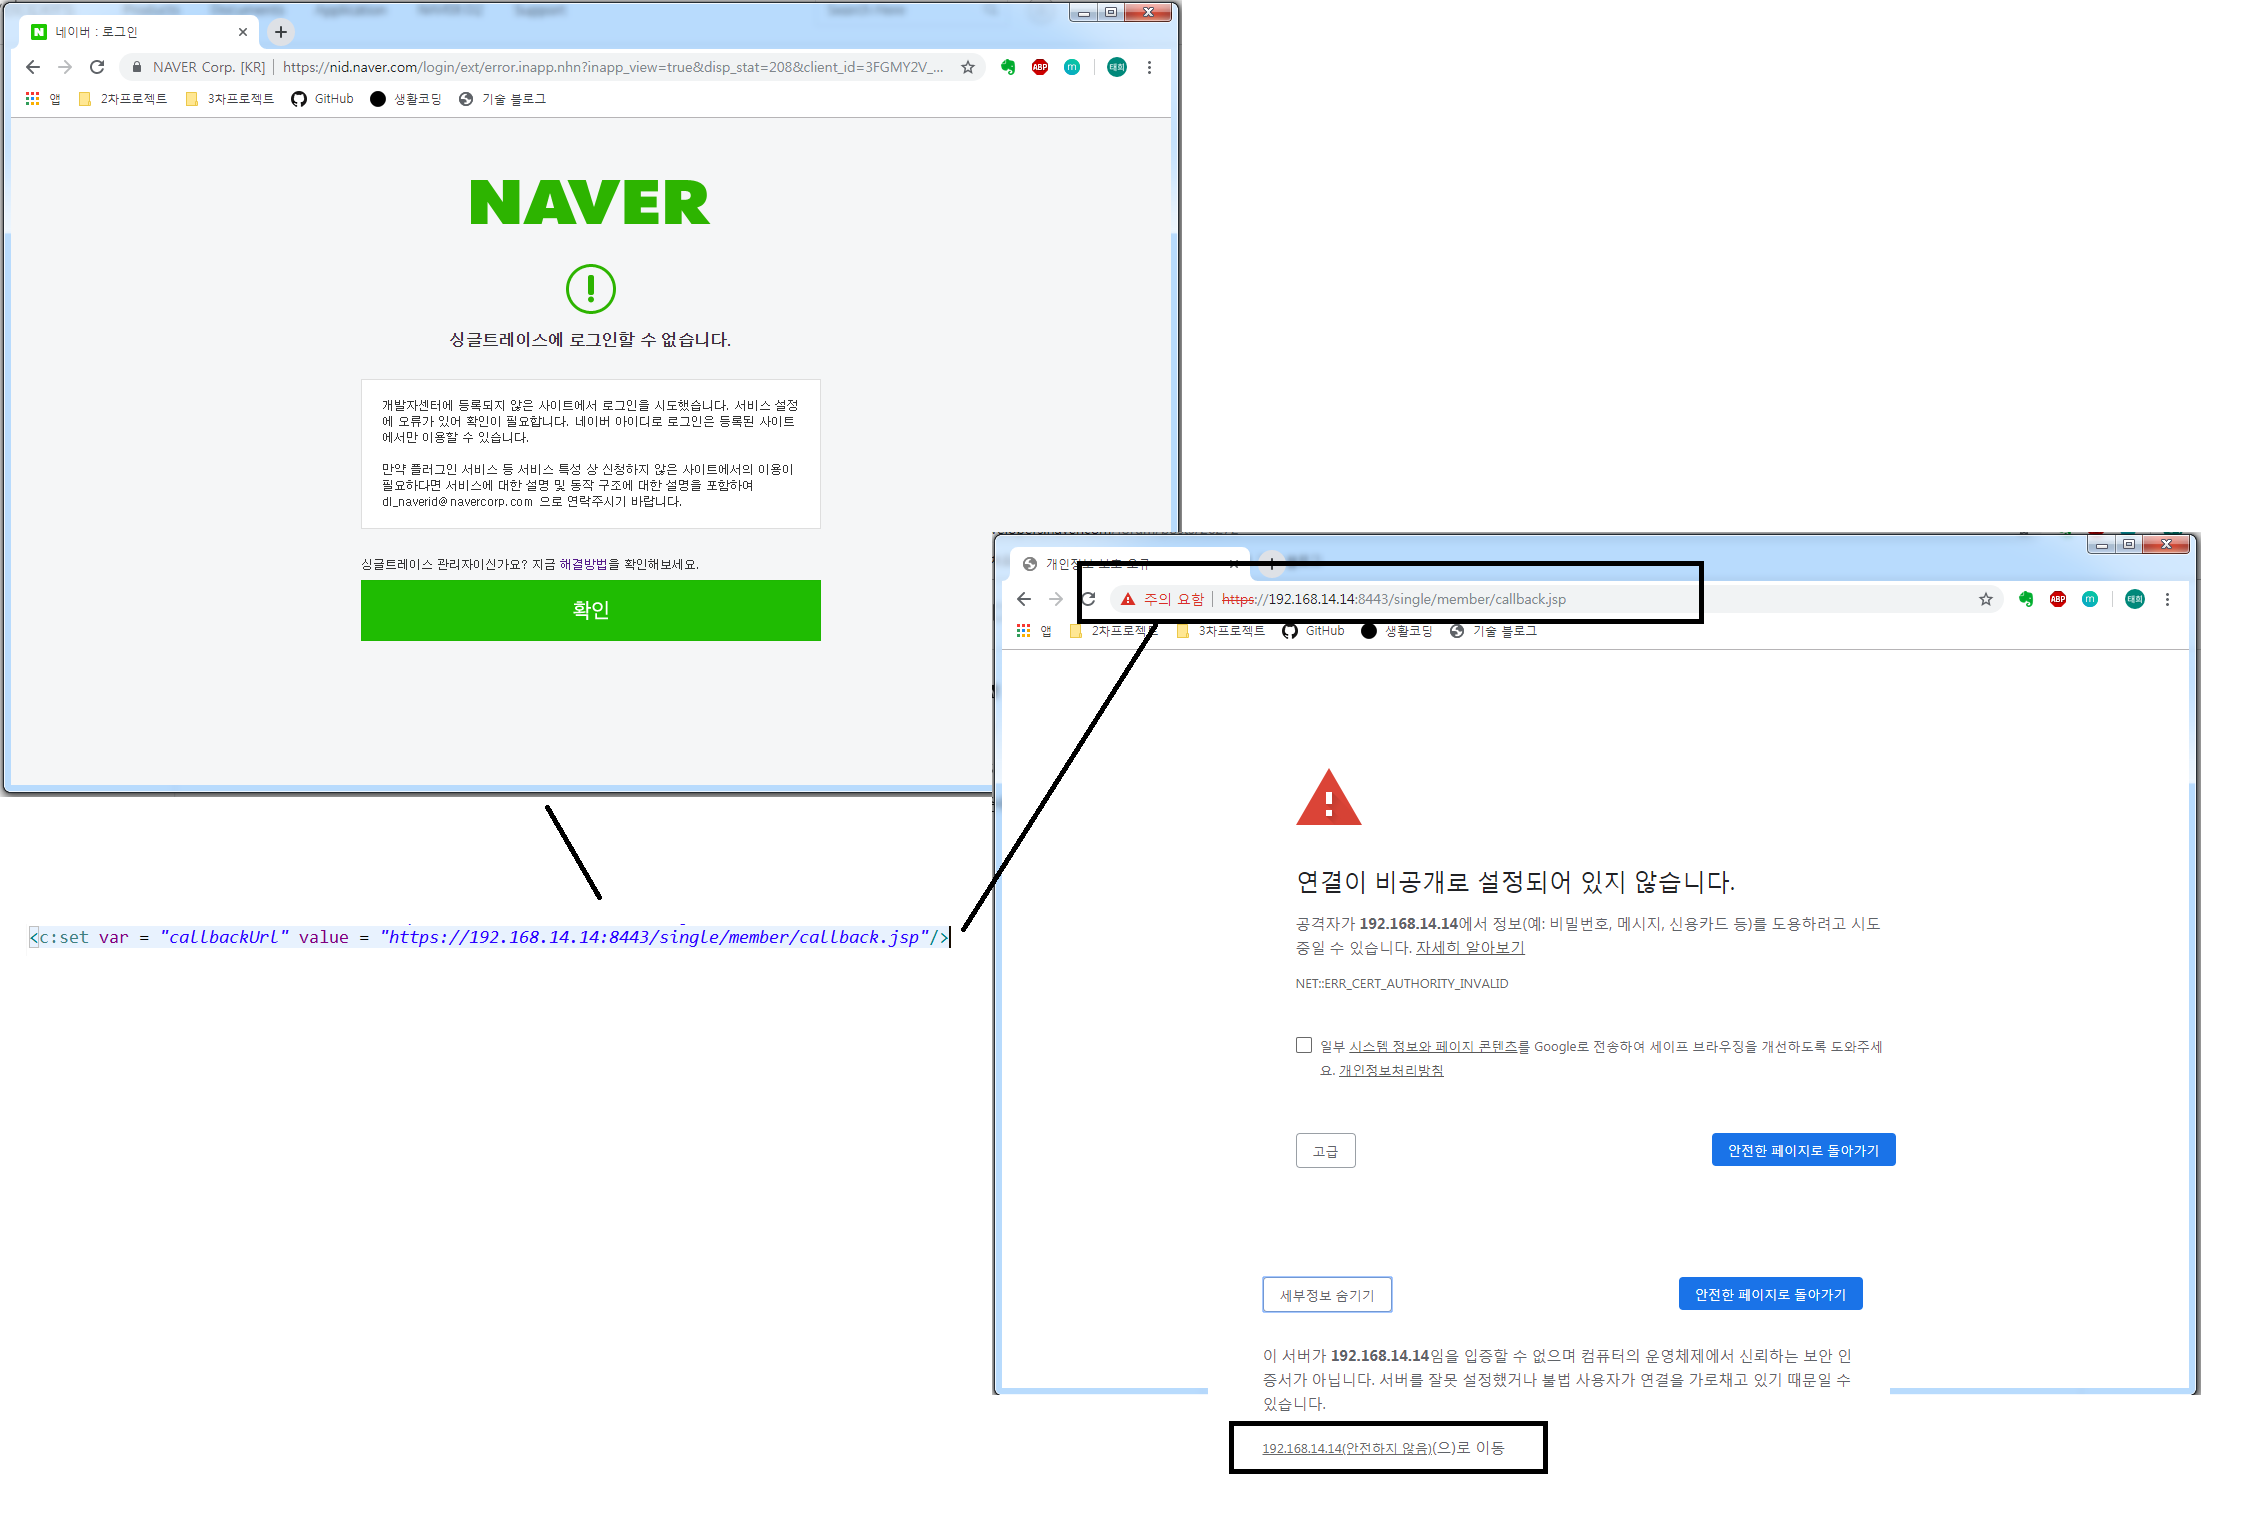 네이버 : 로그인
NAVER Corp. [KR] | https://nid.naver.com/login/ext/error.inapp.nhn?inapp_view=true&disp_stat=208&client_id=3FGMY2V_...
ABP
m
태희
앱
2차프로젝트
3차프로젝트
GitHub
생활코딩
기술 블로그
NAVER
싱글트레이스에 로그인할 수 없습니다.
개발자센터에 등록되지 않은 사이트에서 로그인을 시도했습니다. 서비스 설정
에 오류가 있어 확인이 필요합니다. 네이버 아이디로 로그인은 등록된 사이트
에서만 이용할 수 있습니다.
만약 플러그인 서비스 등 서비스 특성 상 신청하지 않은 사이트에서의 이용이
필요하다면 서비스에 대한 설명 및 동작 구조에 대한 설명을 포함하여
dl_naverid@navercorp.com 으로 연락주시기 바랍니다.
싱글트레이스 관리자이신가요? 지금 해결방법을 확인해보세요.
확인
<c:set var = "callbackUrl" value = "https://192.168.14.14:8443/single/member/callback.jsp"/>
개인정보 보호 오류
주의 요함 | https://192.168.14.14:8443/single/member/callback.jsp
ABP
m
태희
앱
2차프로젝트
3차프로젝트
GitHub
생활코딩
기술 블로그
연결이 비공개로 설정되어 있지 않습니다.
공격자가 192.168.14.14에서 정보(예: 비밀번호, 메시지, 신용카드 등)를 도용하려고 시도
중일 수 있습니다. 자세히 알아보기
NET::ERR_CERT_AUTHORITY_INVALID
일부 시스템 정보와 페이지 콘텐츠를 Google로 전송하여 세이프 브라우징을 개선하도록 도와주세
요. 개인정보처리방침
고급
안전한 페이지로 돌아가기
세부정보 숨기기
안전한 페이지로 돌아가기
이 서버가 192.168.14.14임을 입증할 수 없으며 컴퓨터의 운영체제에서 신뢰하는 보안 인
증서가 아닙니다. 서버를 잘못 설정했거나 불법 사용자가 연결을 가로채고 있기 때문일 수
있습니다.
192.168.14.14(안전하지 않음)(으)로 이동